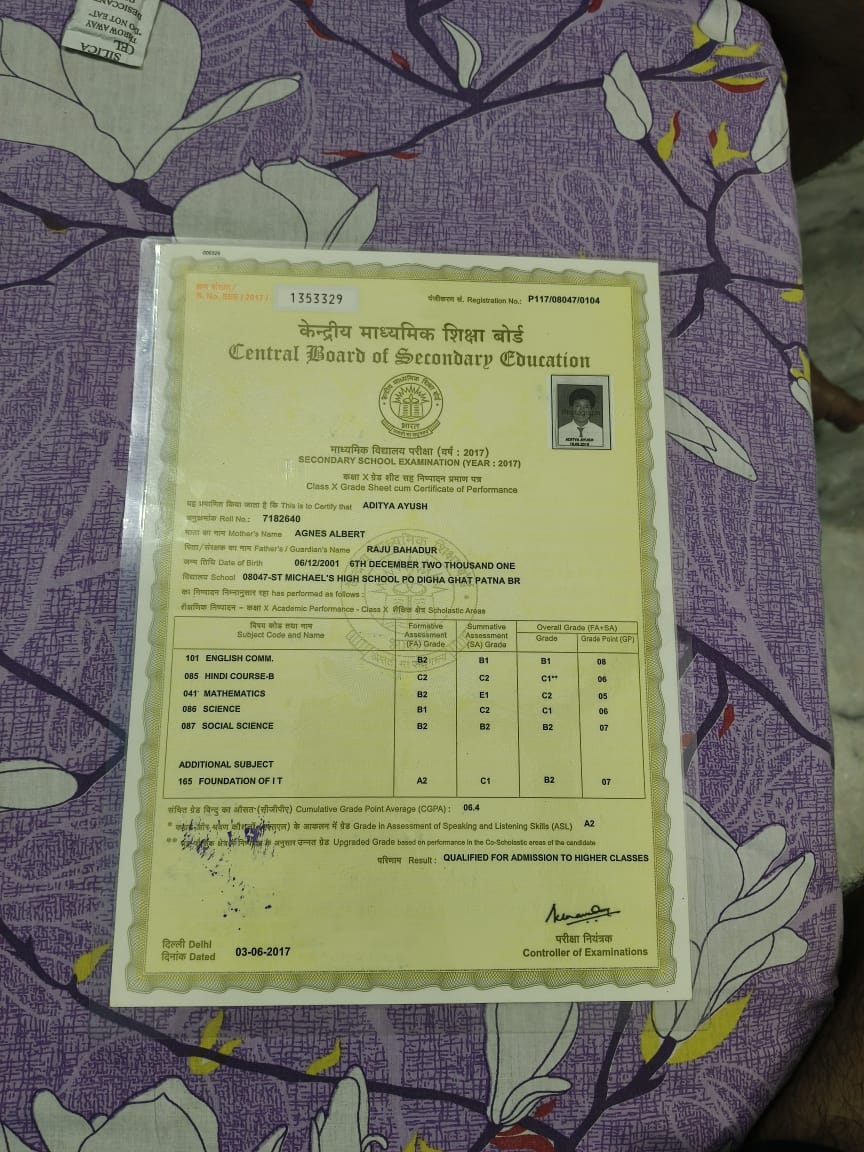 SILICA
GEL
THROW AWAY
"DO NOT EAT"
DESICCANT
006329
क्रम संख्या/
S. No. SSE / 2017 / 1353329
पंजीकरण सं. Registration No.: P117/08047/0104
केन्द्रीय माध्यमिक शिक्षा बोर्ड
Central Board of Secondary Education
भारत
ADITYA AYUSH
माध्यमिक विद्यालय परीक्षा (वर्ष : 2017)
SECONDARY SCHOOL EXAMINATION (YEAR : 2017)
कक्षा X ग्रेड शीट सह निष्पादन प्रमाण पत्र
Class X Grade Sheet cum Certificate of Performance
यह प्रमाणित किया जाता है कि This is to Certify that ADITYA AYUSH
अनुक्रमांक Roll No.: 7182640
माता का नाम Mother's Name AGNES ALBERT
पिता/संरक्षक का नाम Father's / Guardian's Name RAJU BAHADUR
जन्म तिथि Date of Birth 06/12/2001 6TH DECEMBER TWO THOUSAND ONE
विद्यालय School 08047-ST MICHAEL'S HIGH SCHOOL PO DIGHA GHAT PATNA BR
का निष्पादन निम्नानुसार रहा has performed as follows :
शैक्षणिक निष्पादन – कक्षा X Academic Performance - Class X शैक्षिक क्षेत्र Scholastic Areas
विषय कोड तथा नाम Formative Summative Overall Grade (FA+SA)
Subject Code and Name Assessment Assessment Grade Grade Point (GP)
(FA) Grade (SA) Grade
101 ENGLISH COMM. B2 B1 B1 08
085 HINDI COURSE-B C2 C2 C1** 06
041 MATHEMATICS B2 E1 C2 05
086 SCIENCE B1 C2 C1 06
087 SOCIAL SCIENCE B2 B2 B2 07
ADDITIONAL SUBJECT
165 FOUNDATION OF I T A2 C1 B2 07
संचित ग्रेड बिन्दु का औसत-(सीजीपीए) Cumulative Grade Point Average (CGPA) : 06.4
* के आकलन में ग्रेड Grade in Assessment of Speaking and Listening Skills (ASL) A2
** के अनुसार उन्नत ग्रेड Upgraded Grade based on performance in the Co-Scholastic areas of the candidate
परिणाम Result : QUALIFIED FOR ADMISSION TO HIGHER CLASSES
दिल्ली Delhi
दिनांक Dated 03-06-2017
परीक्षा नियंत्रक
Controller of Examinations